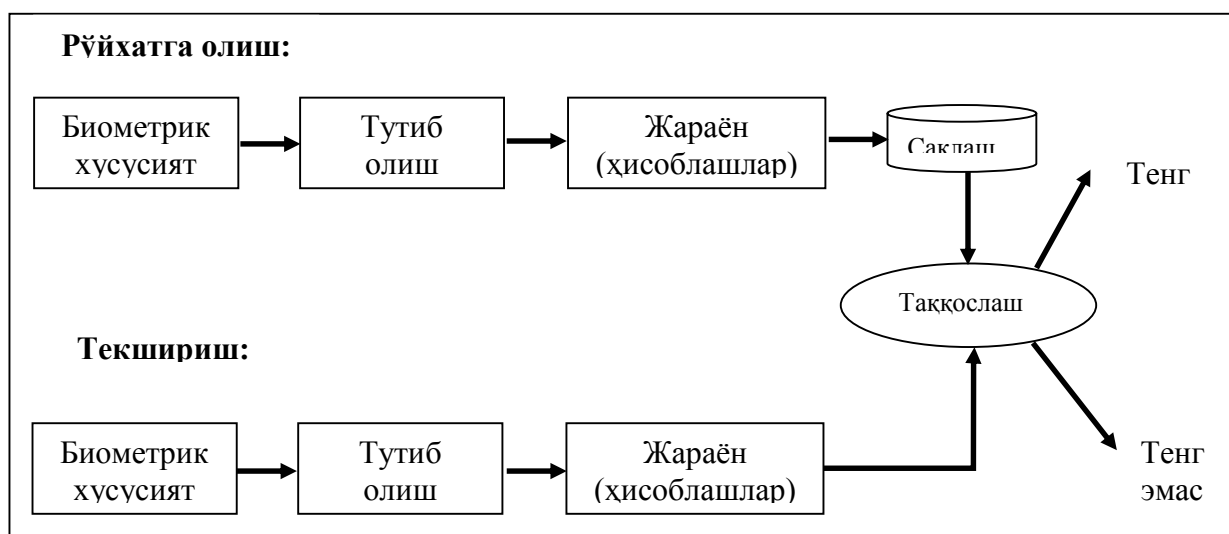 Рўйхатга олиш:
Биометрик
хусусият
Тутиб
олиш
Жараён
(ҳисоблашлар)
Сақлаш
Тенг
Таққослаш
Текшириш:
Биометрик
хусусият
Тутиб
олиш
Жараён
(ҳисоблашлар)
Тенг
эмас